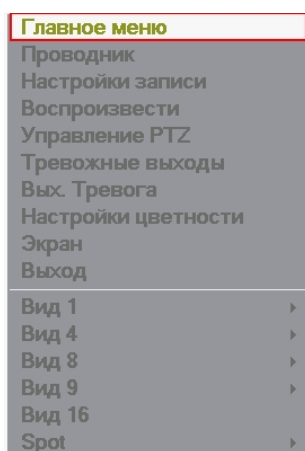 Главное меню
Проводник
Настройки записи
Воспроизвести
Управление PTZ
Тревожные выходы
Вых. Тревога
Настройки цветности
Экран
Выход
Вид 1
Вид 4
Вид 8
Вид 9
Вид 16
Spot